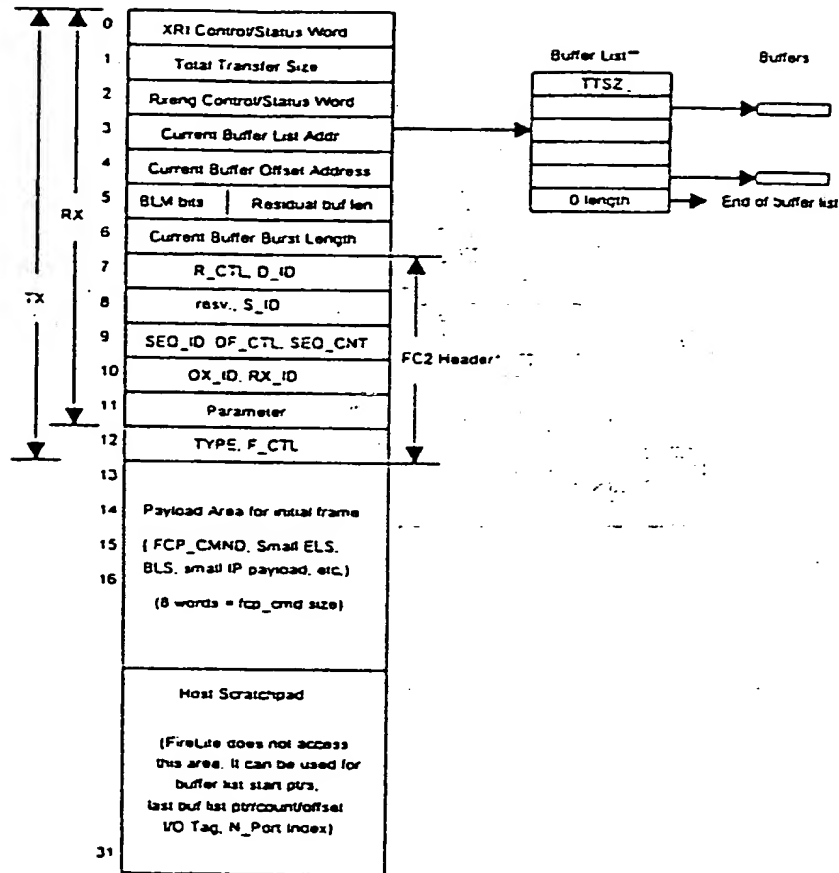 0 XRI Control/Status Word
1 Total Transfer Size
2 Rxeng Control/Status Word
3 Current Buffer List Addr
4 Current Buffer Offset Address
5 BLM bits Residual buf len
6 Current Buffer Burst Length
7 R_CTL, D_ID
8 resv., S_ID
9 SEQ_ID, DF_CTL, SEQ_CNT
10 OX_ID, RX_ID
11 Parameter
12 TYPE, F_CTL
13
14 Payload Area for initial frame
15 ( FCP_CMND, Small ELS,
16 BLS, small IP payload, etc.)
(8 words = fcp_cmd size)
Host Scratchpad
(FireLite does not access
this area. It can be used for
buffer list start ptrs,
last buf list ptr/count/offset
I/O Tag, N_Port Index)
31
TX
RX
FC2 Header*
Buffer List**
TTSZ
0 length
Buffers
End of buffer list